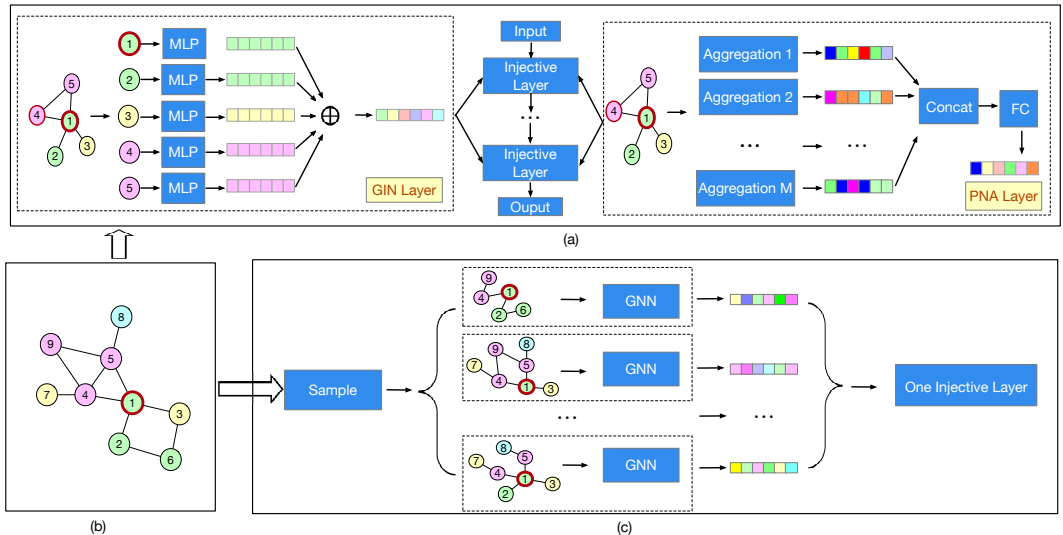 1
MLP
2
MLP
3
MLP
4
MLP
5
MLP
5
4
1
3
2
GIN Layer
Input
Injective
Layer
...
Injective
Layer
Ouput
5
4
1
3
2
Aggregation 1
Aggregation 2
...
...
Aggregation M
Concat
FC
PNA Layer
(a)
8
9
5
7
4
1
3
2
6
(b)
Sample
9
4
1
2
6
GNN
9
8
7
5
4
1
3
GNN
...
...
8
7
5
4
1
3
2
GNN
One Injective Layer
(c)